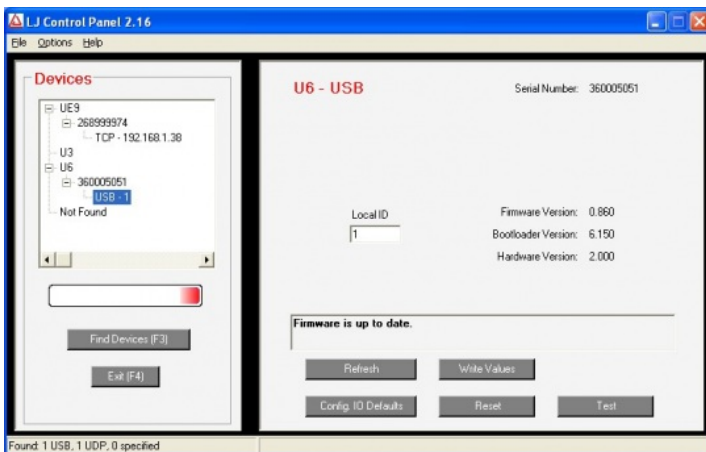 LJ Control Panel 2.16
File Options Help
Devices
UE9
268999974
TCP - 192.168.1.38
U3
U6
360005051
USB - 1
Not Found
Find Devices (F3)
Exit (F4)
U6 - USB
Serial Number: 360005051
Local ID
1
Firmware Version: 0.860
Bootloader Version: 6.150
Hardware Version: 2.000
Firmware is up to date.
Refresh Write Values
Config. IO Defaults Reset Test
Found: 1 USB, 1 UDP, 0 specified